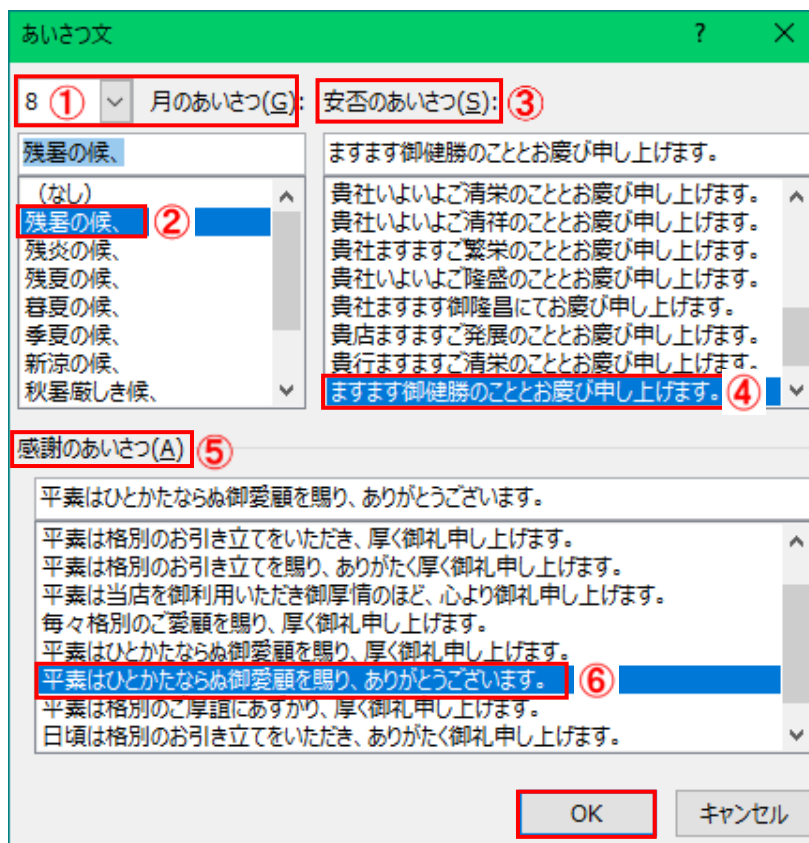 あいさつ文 ? ×
8 ① 月のあいさつ(G): 安否のあいさつ(S): ③
残暑の候、
(なし)
残暑の候、 ②
残炎の候、
残夏の候、
暮夏の候、
季夏の候、
新涼の候、
秋暑厳しき候、
ますます御健勝のこととお慶び申し上げます。
貴社いよいよご清栄のこととお慶び申し上げます。
貴社いよいよご清祥のこととお慶び申し上げます。
貴社ますますご繁栄のこととお慶び申し上げます。
貴社いよいよご隆盛のこととお慶び申し上げます。
貴社ますます御隆昌にてお慶び申し上げます。
貴店ますますご発展のこととお慶び申し上げます。
貴行ますますご清栄のこととお慶び申し上げます。
ますます御健勝のこととお慶び申し上げます。 ④
感謝のあいさつ(A) ⑤
平素はひとかたならぬ御愛顧を賜り、ありがとうございます。
平素は格別のお引き立てをいただき、厚く御礼申し上げます。
平素は格別のお引き立てを賜り、ありがたく厚く御礼申し上げます。
平素は当店を御利用いただき御厚情のほど、心より御礼申し上げます。
毎々格別のご愛顧を賜り、厚く御礼申し上げます。
平素はひとかたならぬ御愛顧を賜り、厚く御礼申し上げます。
平素はひとかたならぬ御愛顧を賜り、ありがとうございます。 ⑥
平素は格別のご厚誼にあずかり、厚く御礼申し上げます。
日頃は格別のお引き立てをいただき、ありがたく御礼申し上げます。
OK キャンセル